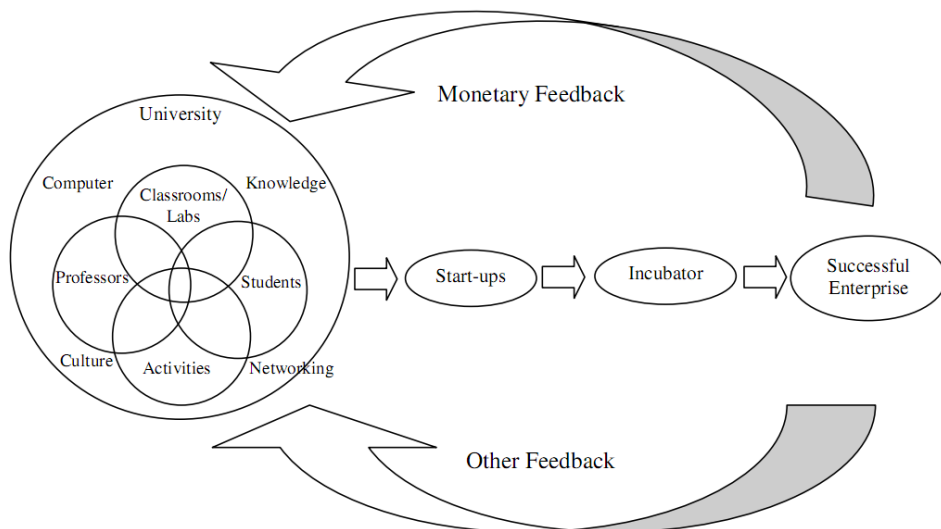 Monetary Feedback
University
Computer
Knowledge
Classrooms/
Labs
Professors
Students
Culture
Activities
Networking
Start-ups
Incubator
Successful
Enterprise
Other Feedback